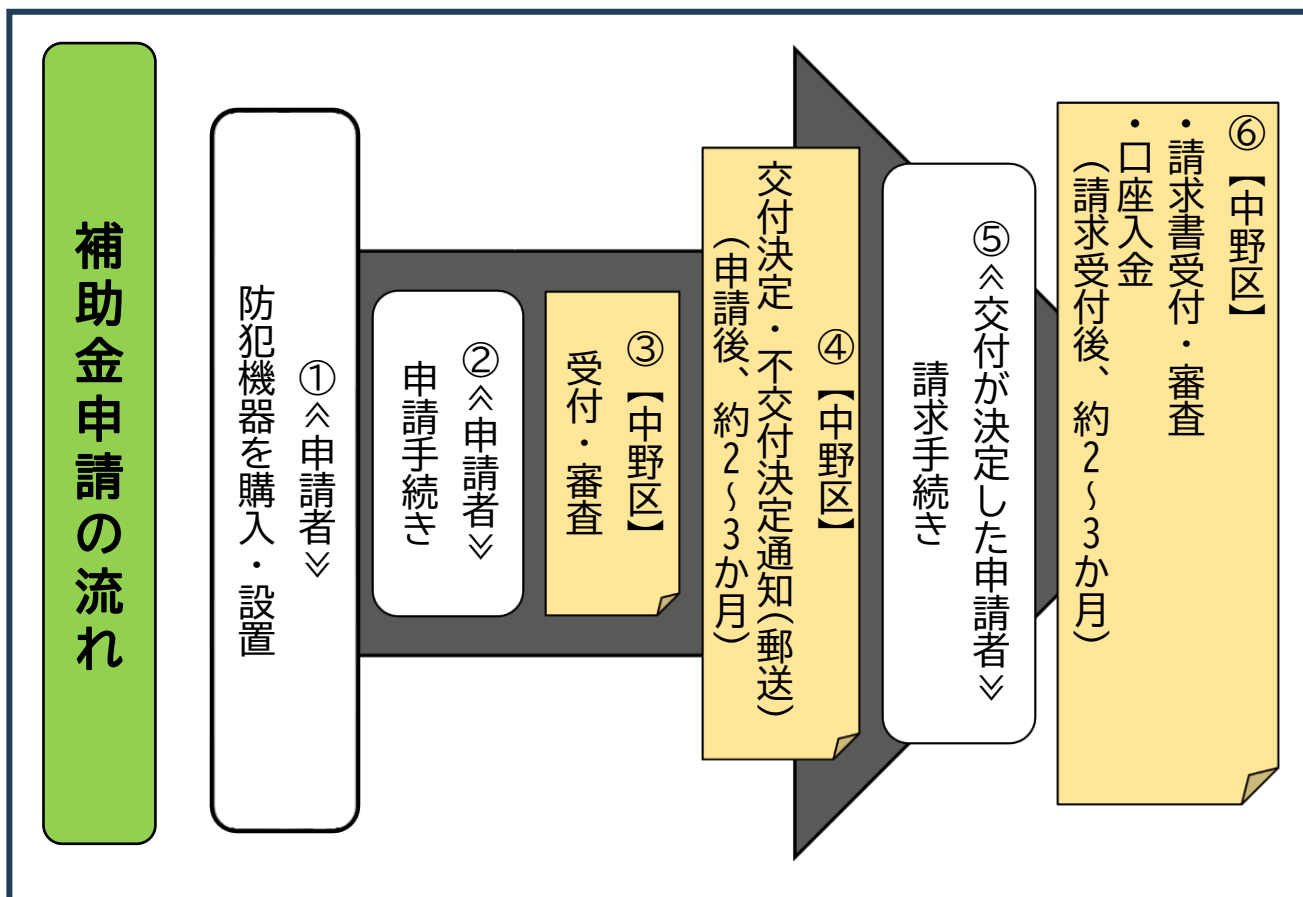 補助金申請の流れ
①≪申請者≫
防犯機器を購入・設置
②≪申請者≫
申請手続き
③【中野区】
受付・審査
④【中野区】
交付決定・不交付決定通知(郵送)
(申請後、約2~3か月)
⑤≪交付が決定した申請者≫
請求手続き
⑥【中野区】
・請求書受付・審査
・口座入金
(請求受付後、約2~3か月)